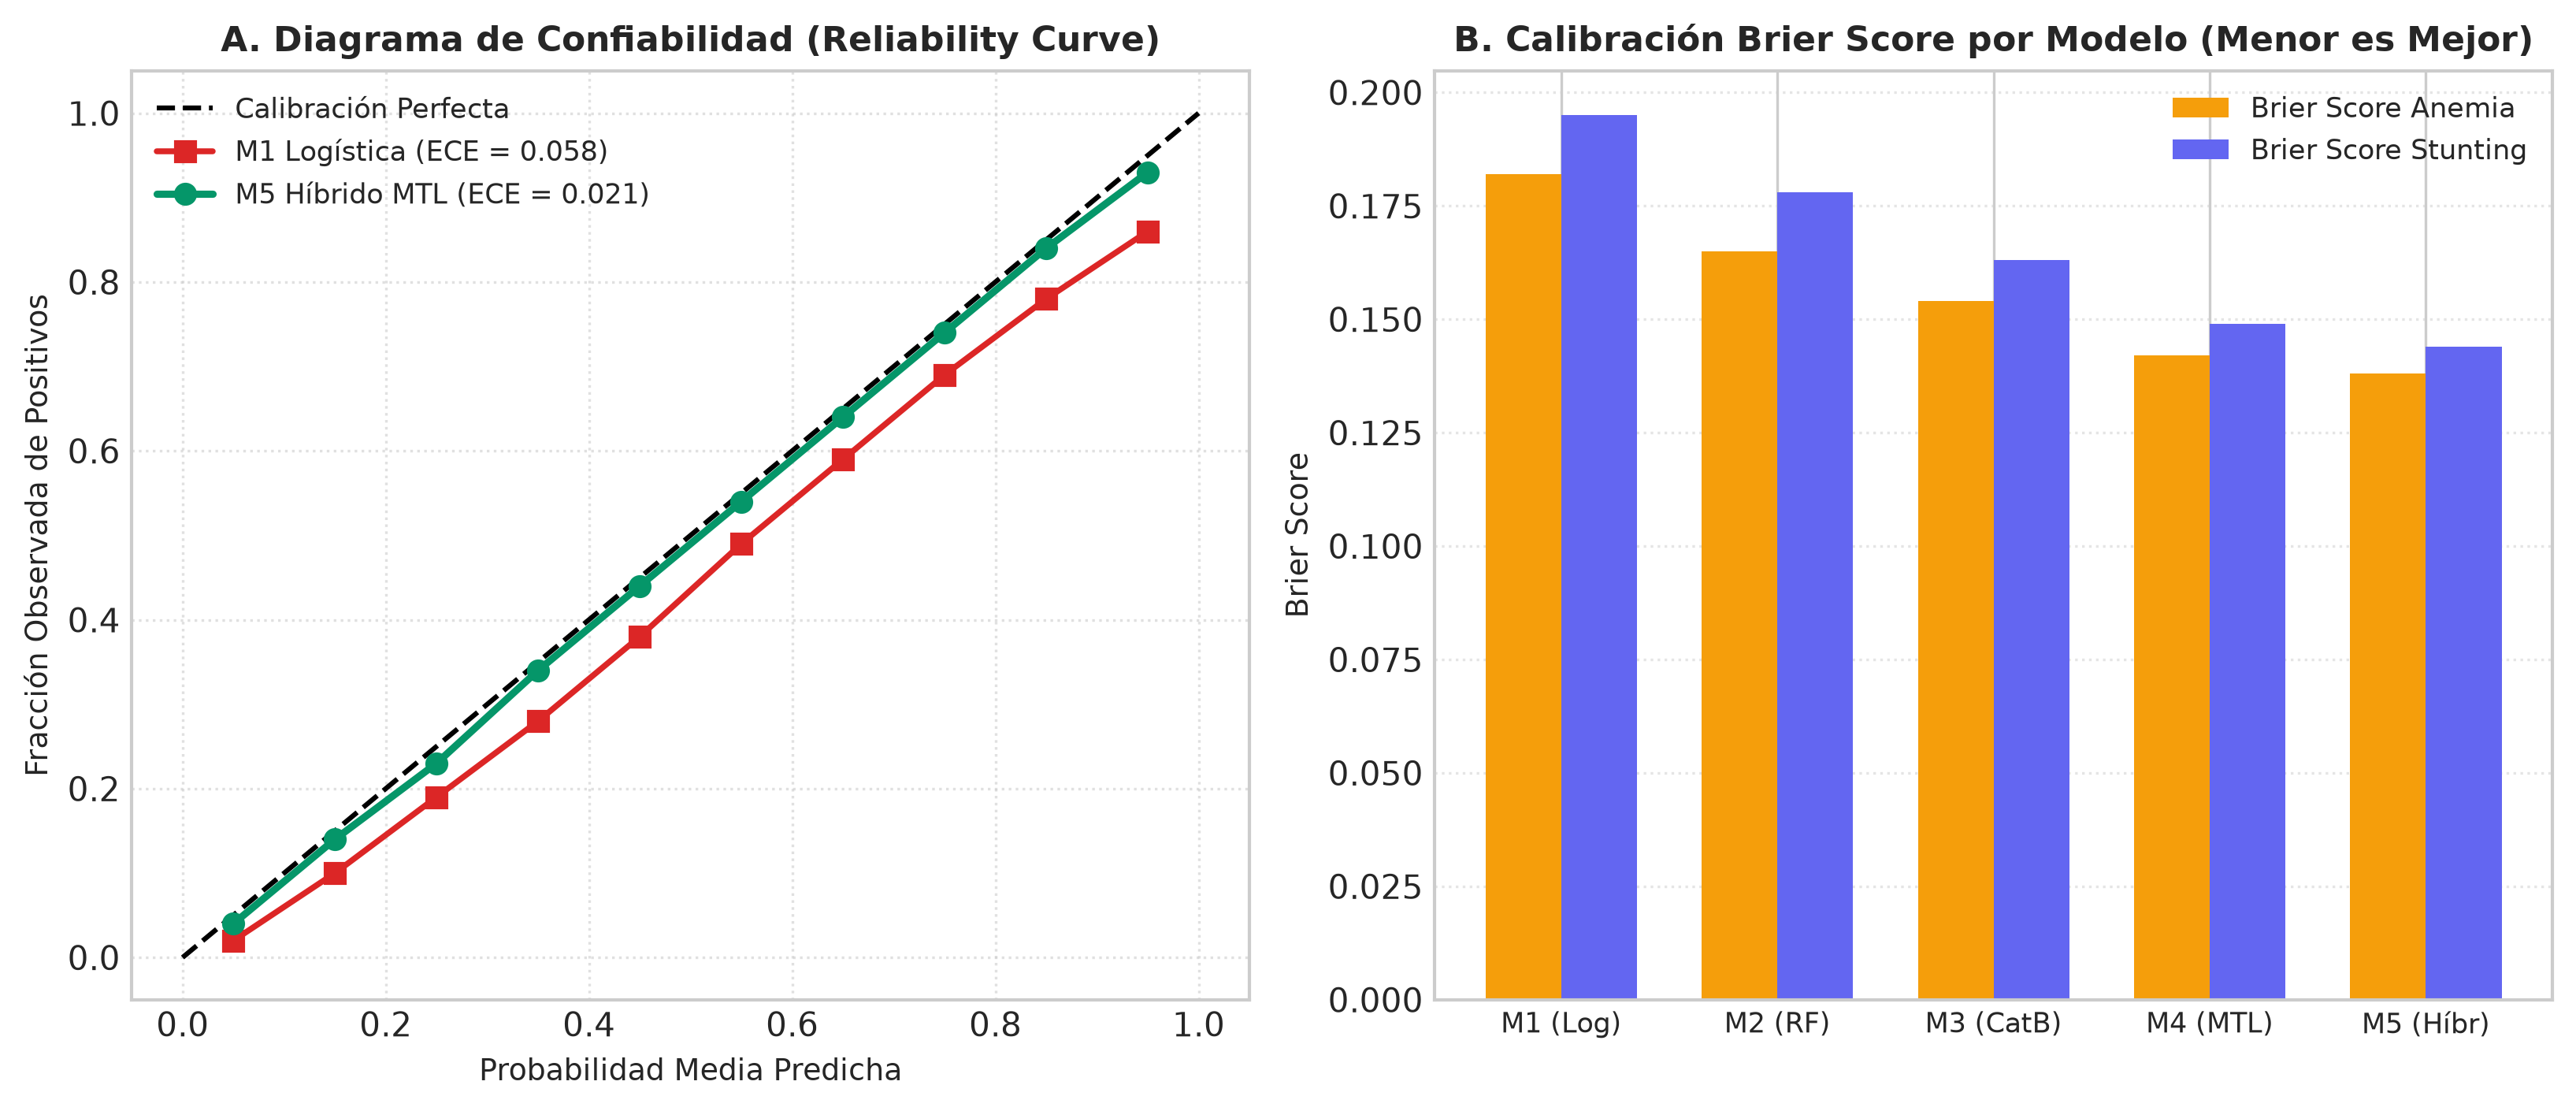 A. Diagrama de Confiabilidad (Reliability Curve)
Calibración Perfecta
M1 Logística (ECE = 0.058)
M5 Híbrido MTL (ECE = 0.021)
Fracción Observada de Positivos
1.0
0.8
0.6
0.4
0.2
0.0
0.0 0.2 0.4 0.6 0.8 1.0
Probabilidad Media Predicha
B. Calibración Brier Score por Modelo (Menor es Mejor)
Brier Score Anemia
Brier Score Stunting
Brier Score
0.200
0.175
0.150
0.125
0.100
0.075
0.050
0.025
0.000
M1 (Log) M2 (RF) M3 (CatB) M4 (MTL) M5 (Híbr)